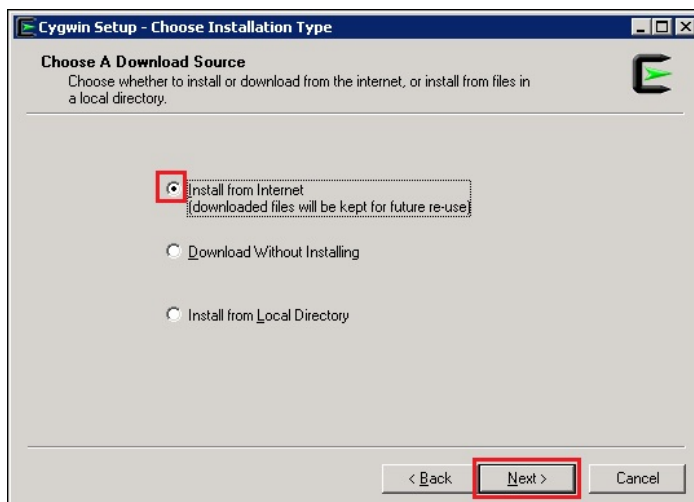 Cygwin Setup - Choose Installation Type
Choose A Download Source
Choose whether to install or download from the internet, or install from files in
a local directory.
Install from Internet
(downloaded files will be kept for future re-use)
Download Without Installing
Install from Local Directory
< Back Next > Cancel